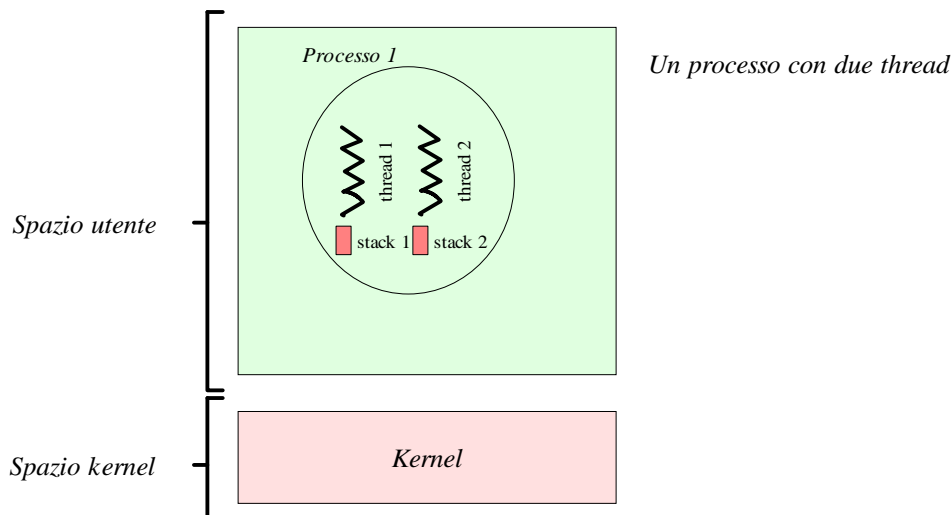 Processo 1
Un processo con due thread
thread 1
thread 2
Spazio utente
stack 1
stack 2
Spazio kernel
Kernel